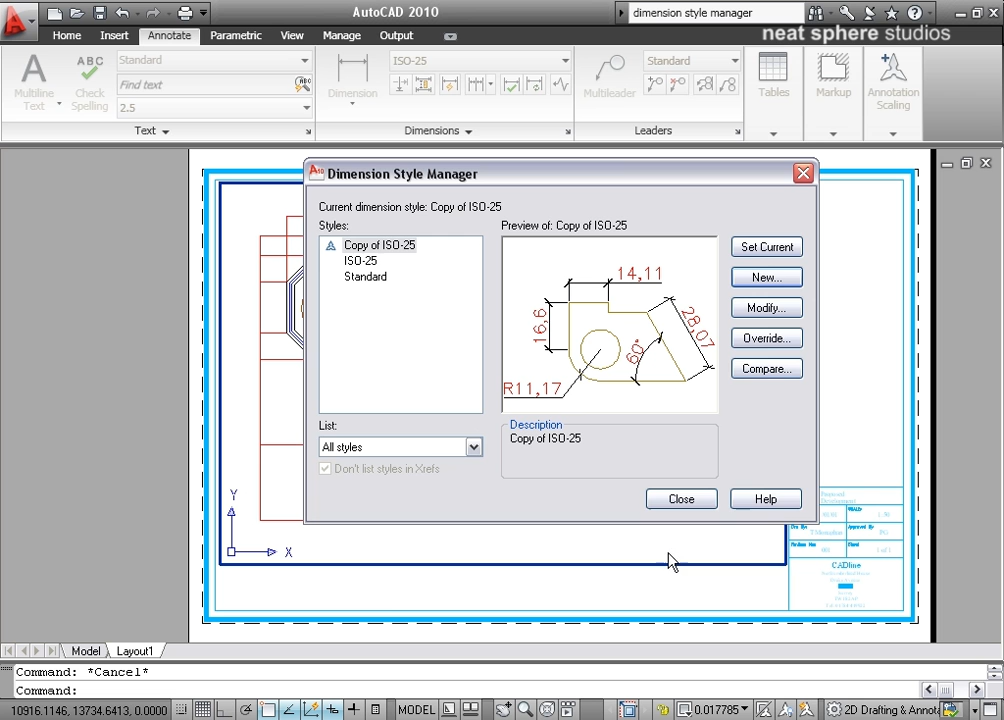 AutoCAD 2010
dimension style manager
Home Insert Annotate Parametric View Manage Output
neat sphere studios
Standard
ISO-25
Standard
Find text
2.5
Multiline
Text
Check
Spelling
Dimension
Multileader
Tables
Markup
Annotation
Scaling
Text
Dimensions
Leaders
Dimension Style Manager
Current dimension style: Copy of ISO-25
Styles:
Copy of ISO-25
ISO-25
Standard
Preview of: Copy of ISO-25
14,11
16,6
28,07
60°
R11,17
Set Current
New...
Modify...
Override...
Compare...
List:
All styles
Don't list styles in Xrefs
Description
Copy of ISO-25
Close
Help
Y
X
CADline
Model Layout1
Command: *Cancel*
Command:
10916.1146, 13734.6413, 0.0000
MODEL
0.017785
2D Drafting & Annota